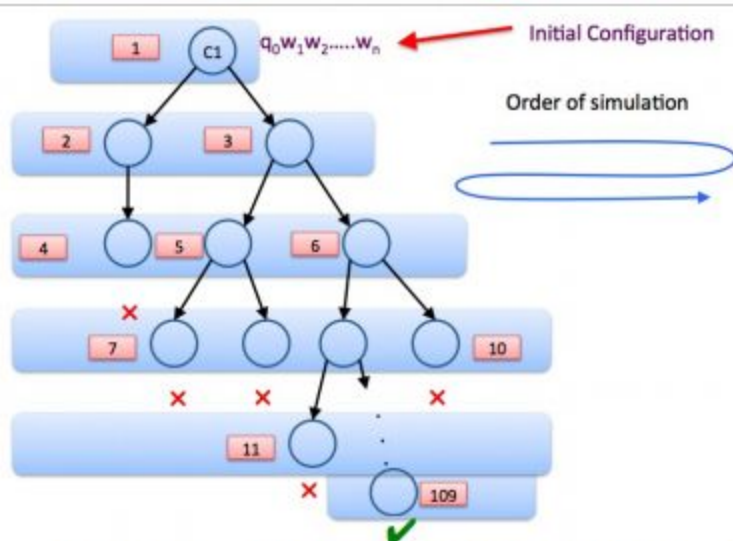 Initial Configuration
1
C1
q₀w₁w₂.....wₙ
Order of simulation
2
3
4
5
6
7
10
11
109